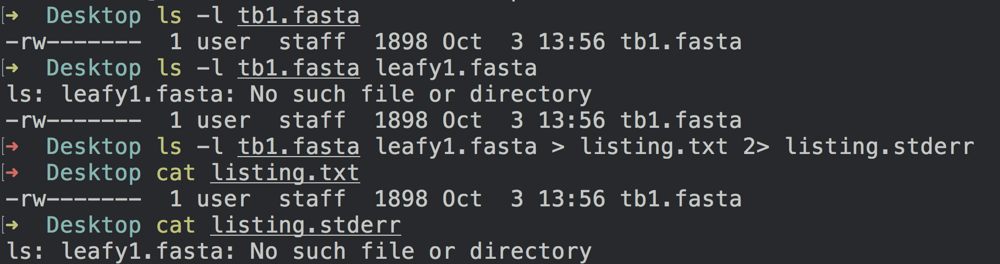 ➜  Desktop ls -l tb1.fasta
-rw-------  1 user  staff  1898 Oct  3 13:56 tb1.fasta
➜  Desktop ls -l tb1.fasta leafy1.fasta
ls: leafy1.fasta: No such file or directory
-rw-------  1 user  staff  1898 Oct  3 13:56 tb1.fasta
➜  Desktop ls -l tb1.fasta leafy1.fasta > listing.txt 2> listing.stderr
➜  Desktop cat listing.txt
-rw-------  1 user  staff  1898 Oct  3 13:56 tb1.fasta
➜  Desktop cat listing.stderr
ls: leafy1.fasta: No such file or directory